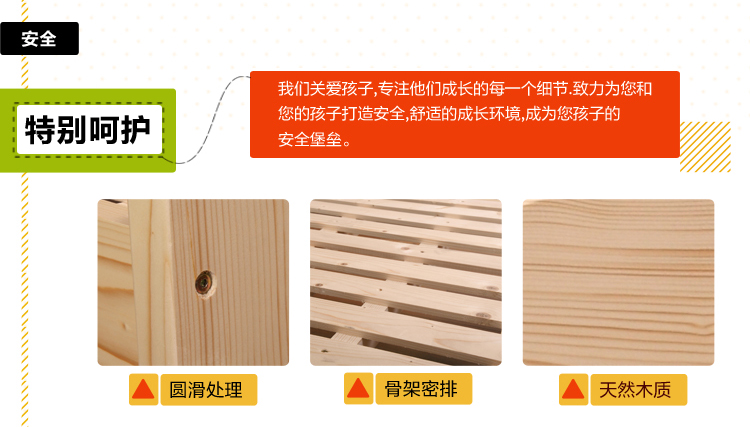 安全
特别呵护
我们关爱孩子,专注他们成长的每一个细节.致力为您和
您的孩子打造安全,舒适的成长环境,成为您孩子的
安全堡垒。
圆滑处理
骨架密排
天然木质